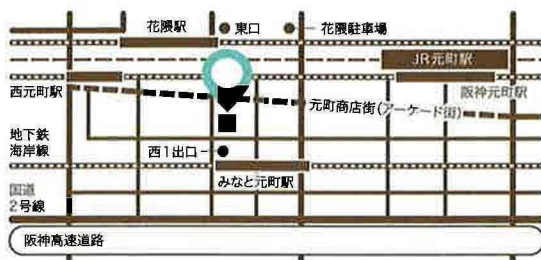 花隈駅
東口
花隈駐車場
JR元町駅
西元町駅
阪神元町駅
元町商店街(アーケード街)
地下鉄
海岸線
西1出口
みなと元町駅
国道
2号線
阪神高速道路